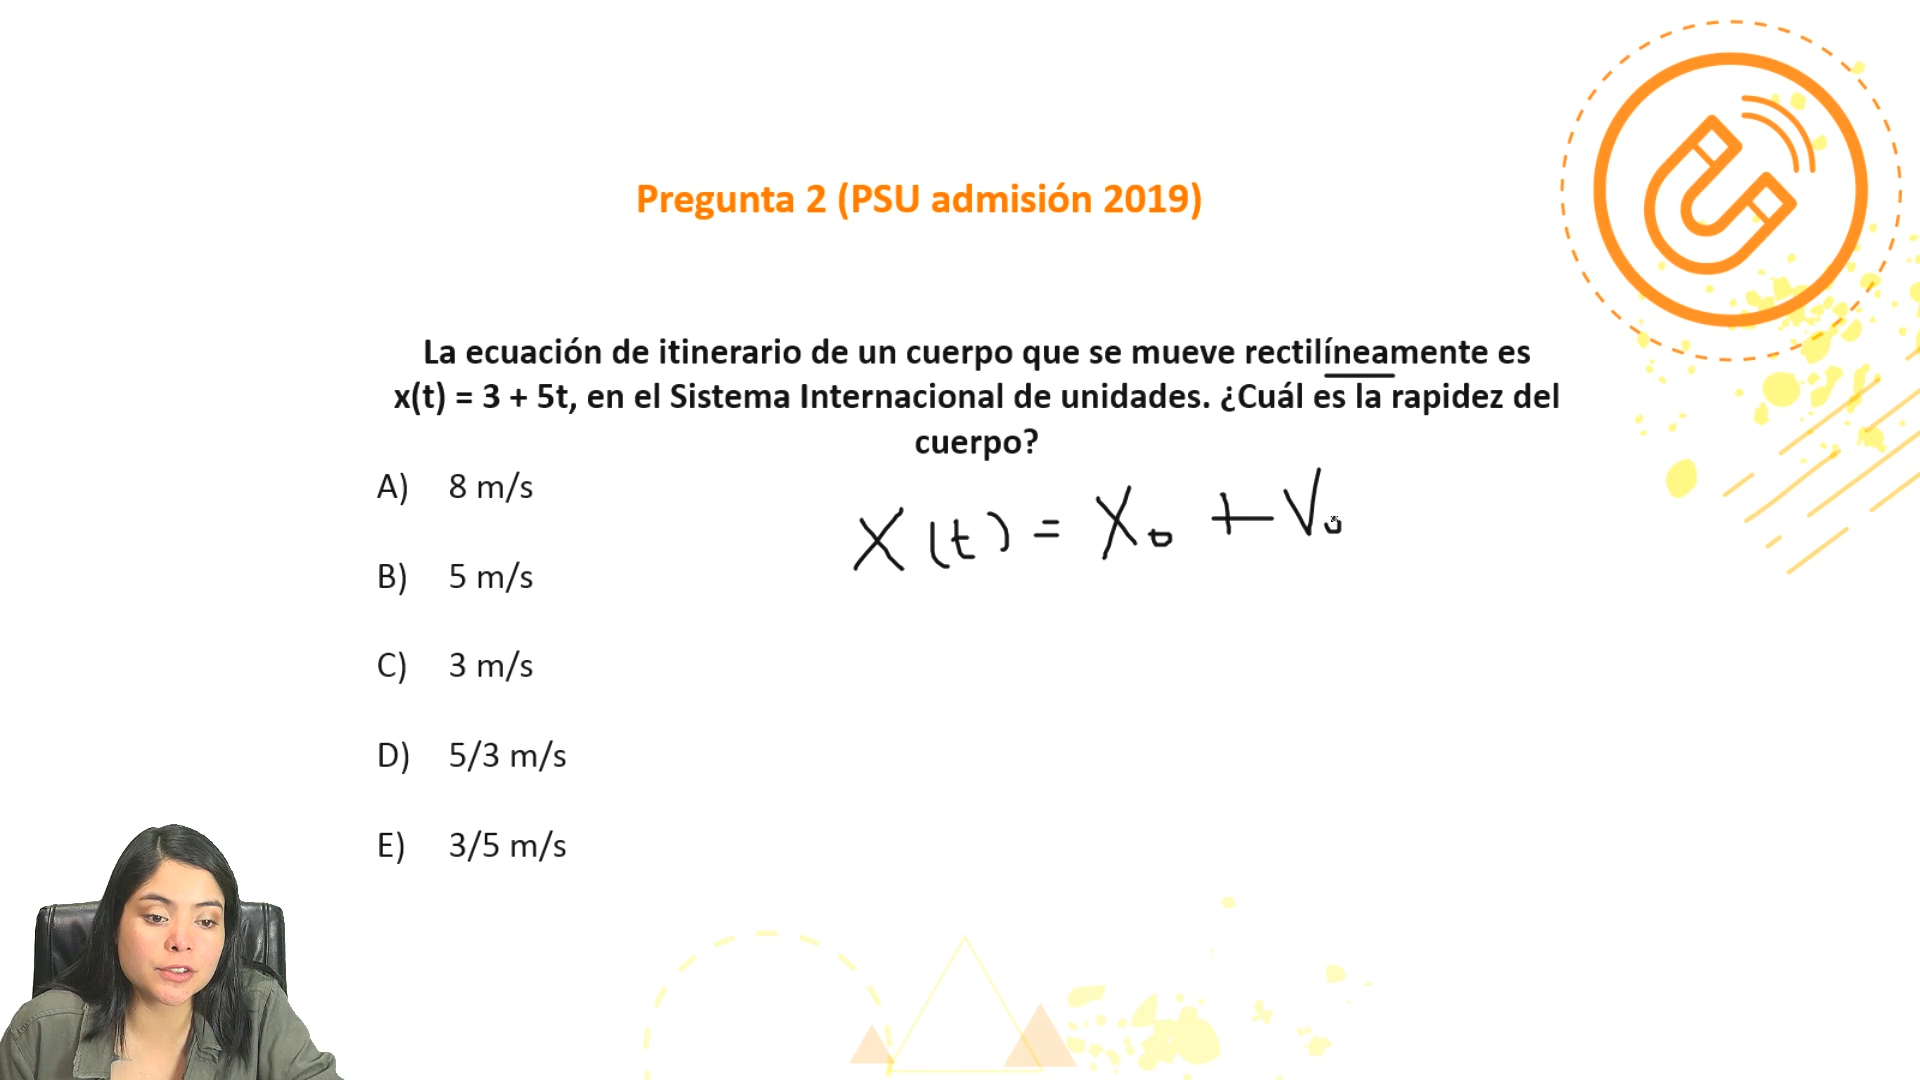 Pregunta 2 (PSU admisión 2019)
La ecuación de itinerario de un cuerpo que se mueve rectilíneamente es
x(t) = 3 + 5t, en el Sistema Internacional de unidades. ¿Cuál es la rapidez del
cuerpo?
A) 8 m/s
X(t) = X₀ + V₀
B) 5 m/s
C) 3 m/s
D) 5/3 m/s
E) 3/5 m/s